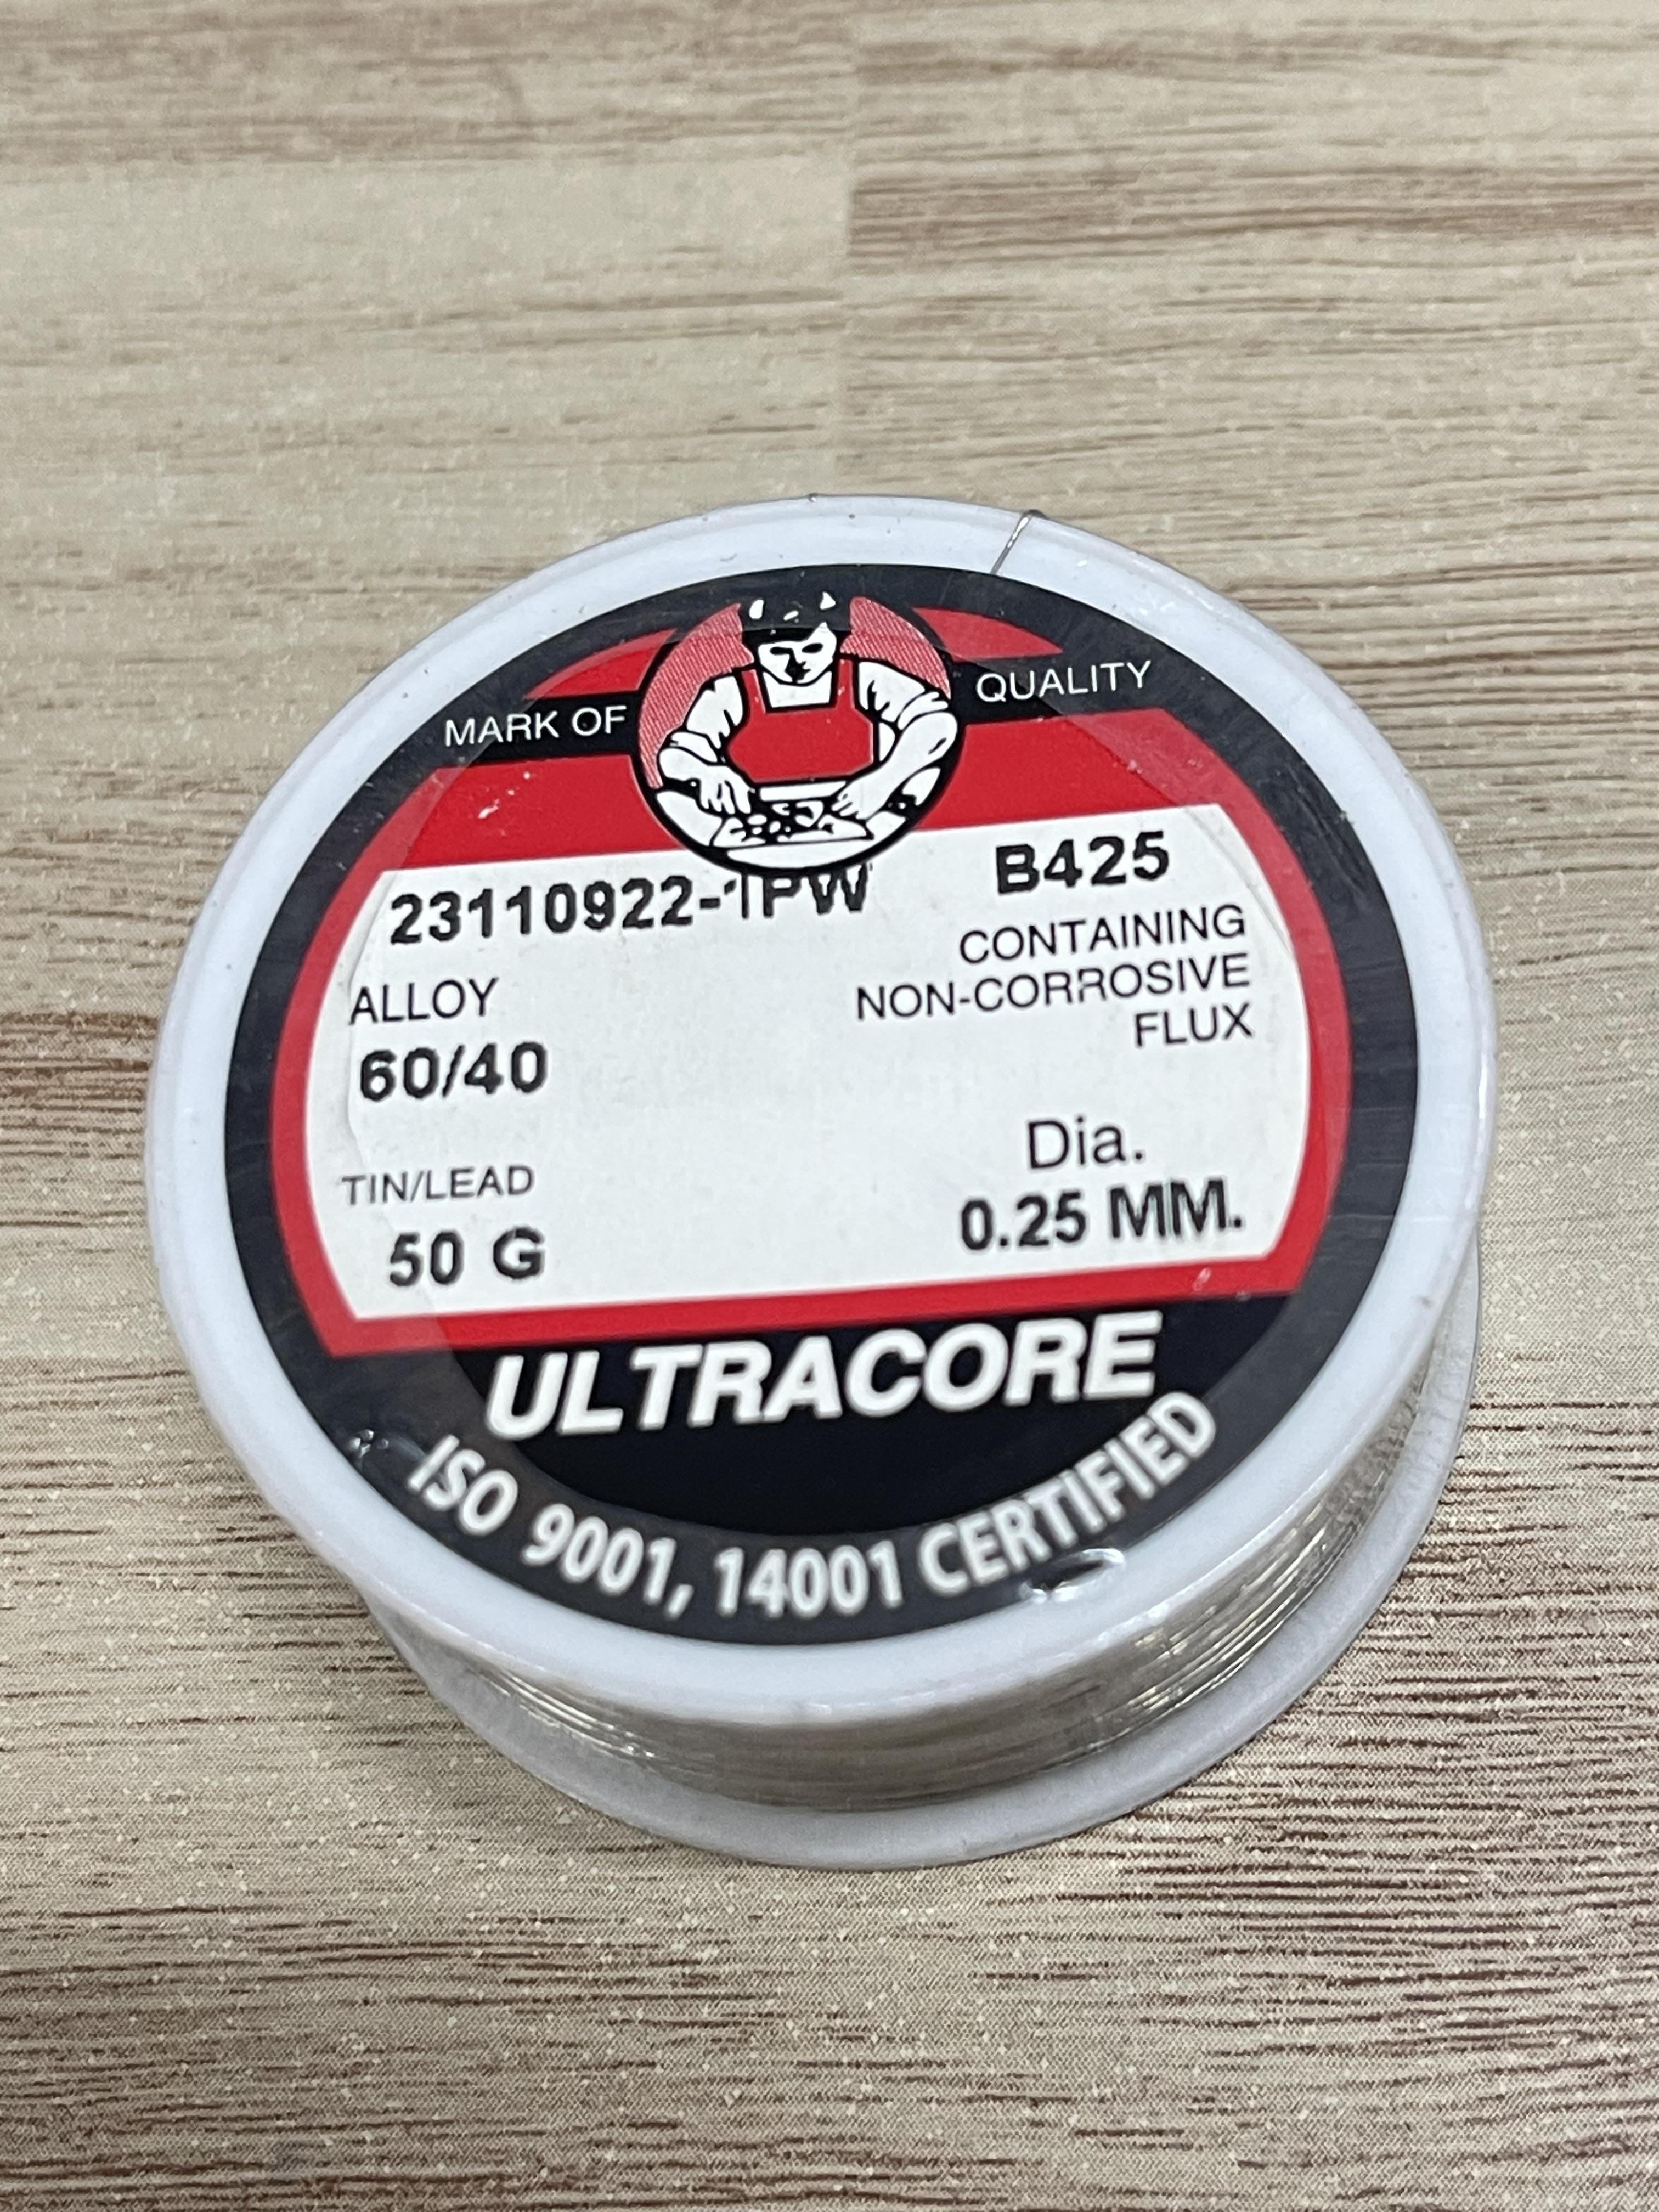 MARK OF QUALITY
23110922-1PW B425
CONTAINING
NON-CORROSIVE
FLUX
ALLOY
60/40
Dia.
0.25 MM.
TIN/LEAD
50 G
ULTRACORE
ISO 9001, 14001 CERTIFIED